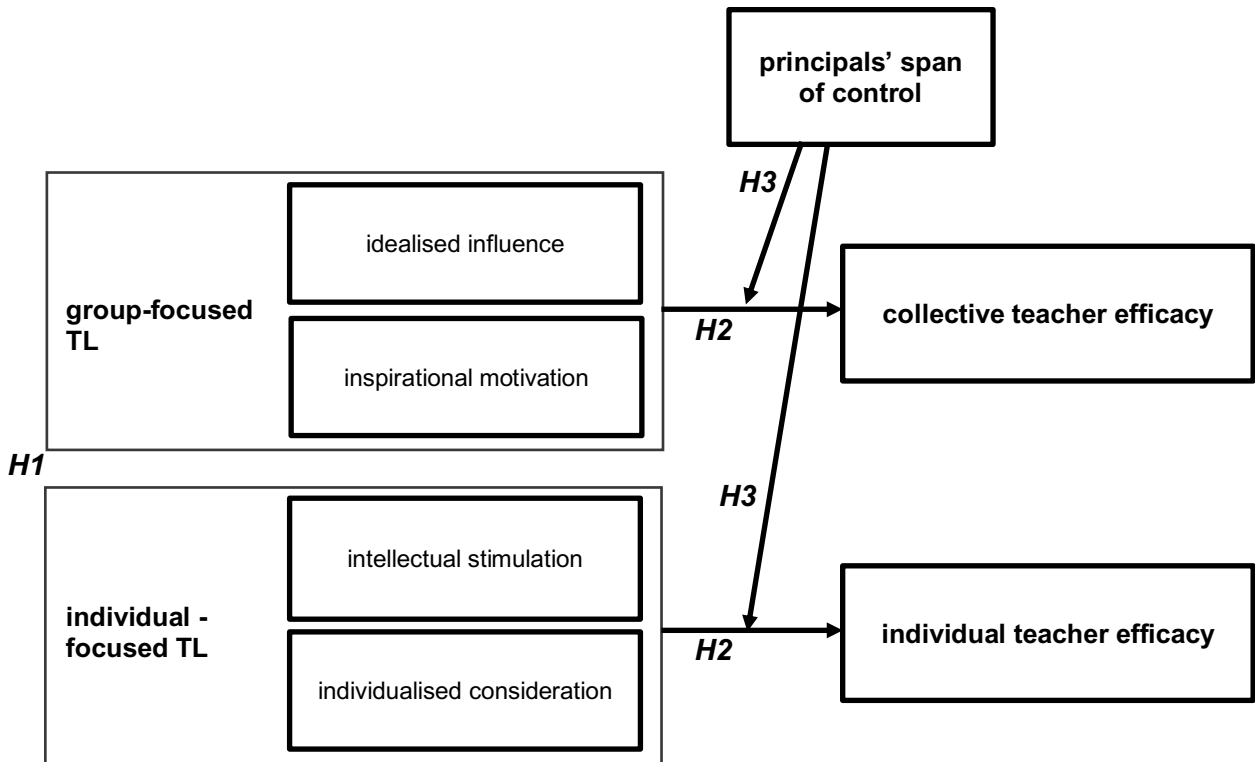 principals’ span
of control
H3
idealised influence
group-focused
TL
inspirational motivation
H2
collective teacher efficacy
H1
H3
intellectual stimulation
individual -
focused TL
individualised consideration
H2
individual teacher efficacy